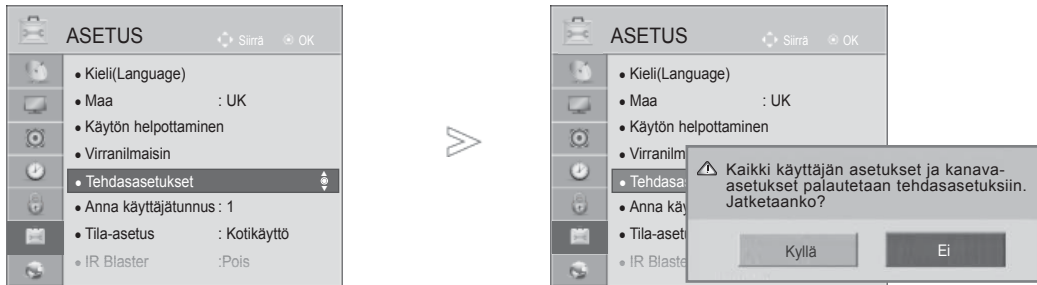 ASETUS Siirrä OK
Kieli(Language)
Maa : UK
Käytön helpottaminen
Virranilmaisin
Tehdasasetukset
Anna käyttäjätunnus : 1
Tila-asetus : Kotikäyttö
IR Blaster :Pois
ASETUS Siirrä OK
Kieli(Language)
Maa : UK
Käytön helpottaminen
Virranilm
Tehdasa
Anna käy
Tila-aset
IR Blaste
Kaikki käyttäjän asetukset ja kanava-
asetukset palautetaan tehdasasetuksiin.
Jatketaanko?
Kyllä Ei